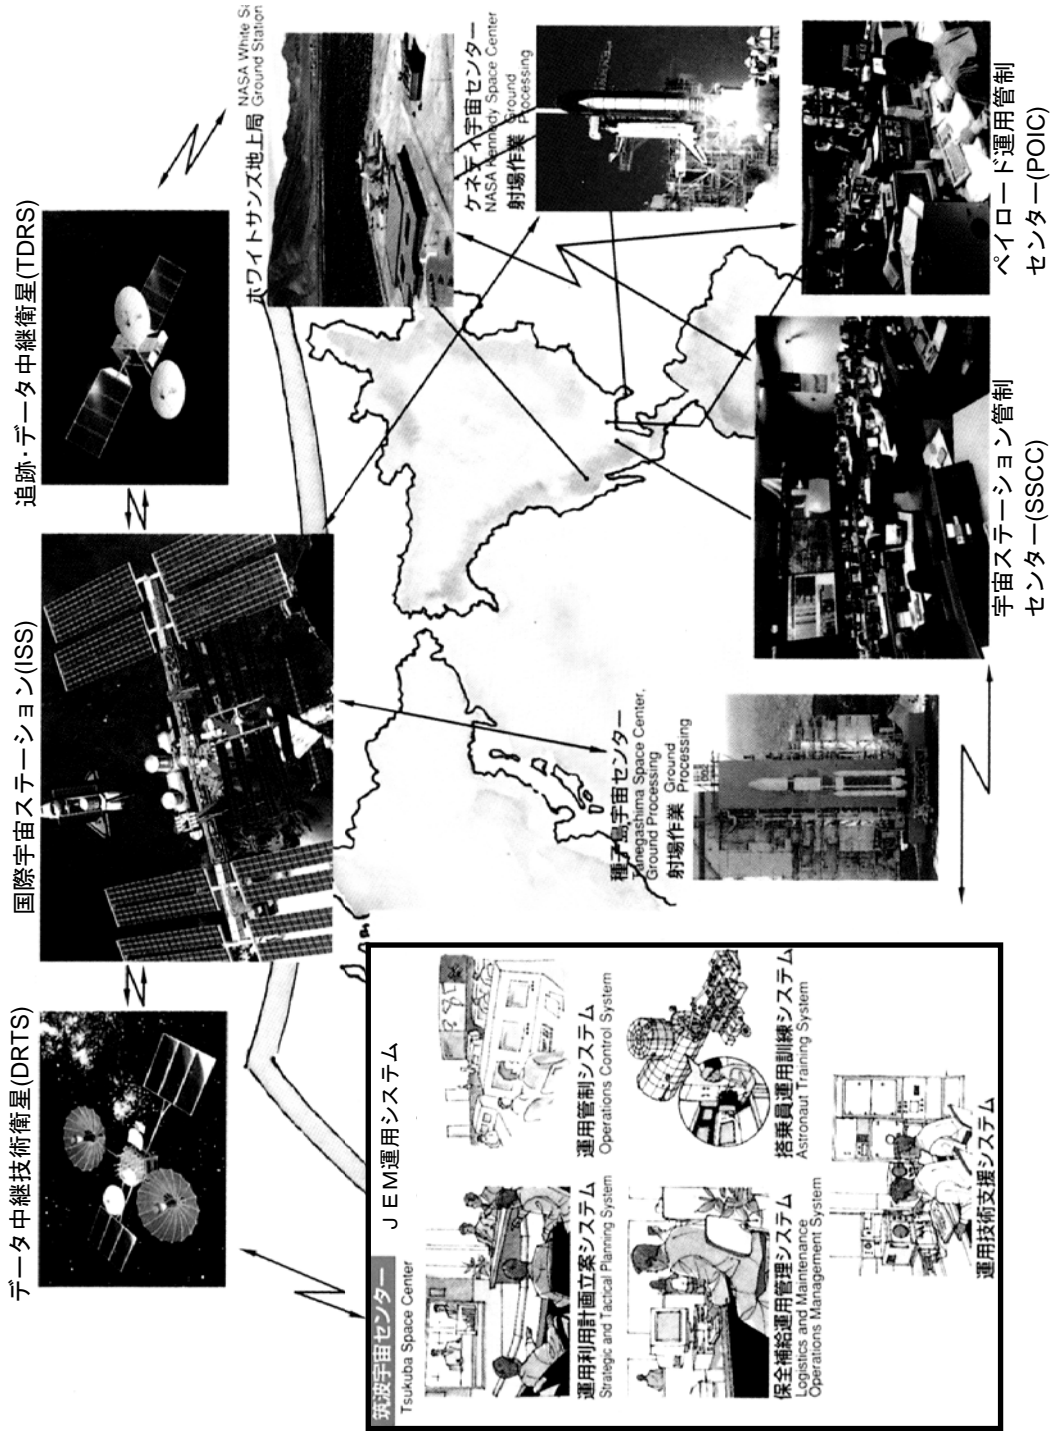 データ中継技術衛星(DRTS)
国際宇宙ステーション(ISS)
追跡・データ中継衛星(TDRS)
ホワイトサンズ地上局
NASA White
Ground Station
ケネディ宇宙センター
NASA Kennedy Space Center
射場作業 Ground
Processing
種子島宇宙センター
Tanegashima Space Center,
Ground Processing
射場作業 Ground
Processing
ペイロード運用管制
センター(POIC)
宇宙ステーション管制
センター(SSCC)
筑波宇宙センター
Tsukuba Space Center
JEM運用システム
運用利用計画立案システム
Strategic and Tactical Planning System
運用管制システム
Operations Control System
保全補給運用管理システム
Logistics and Maintenance
Operations Management System
搭乗員運用訓練システム
Astronaut Training System
運用技術支援システム